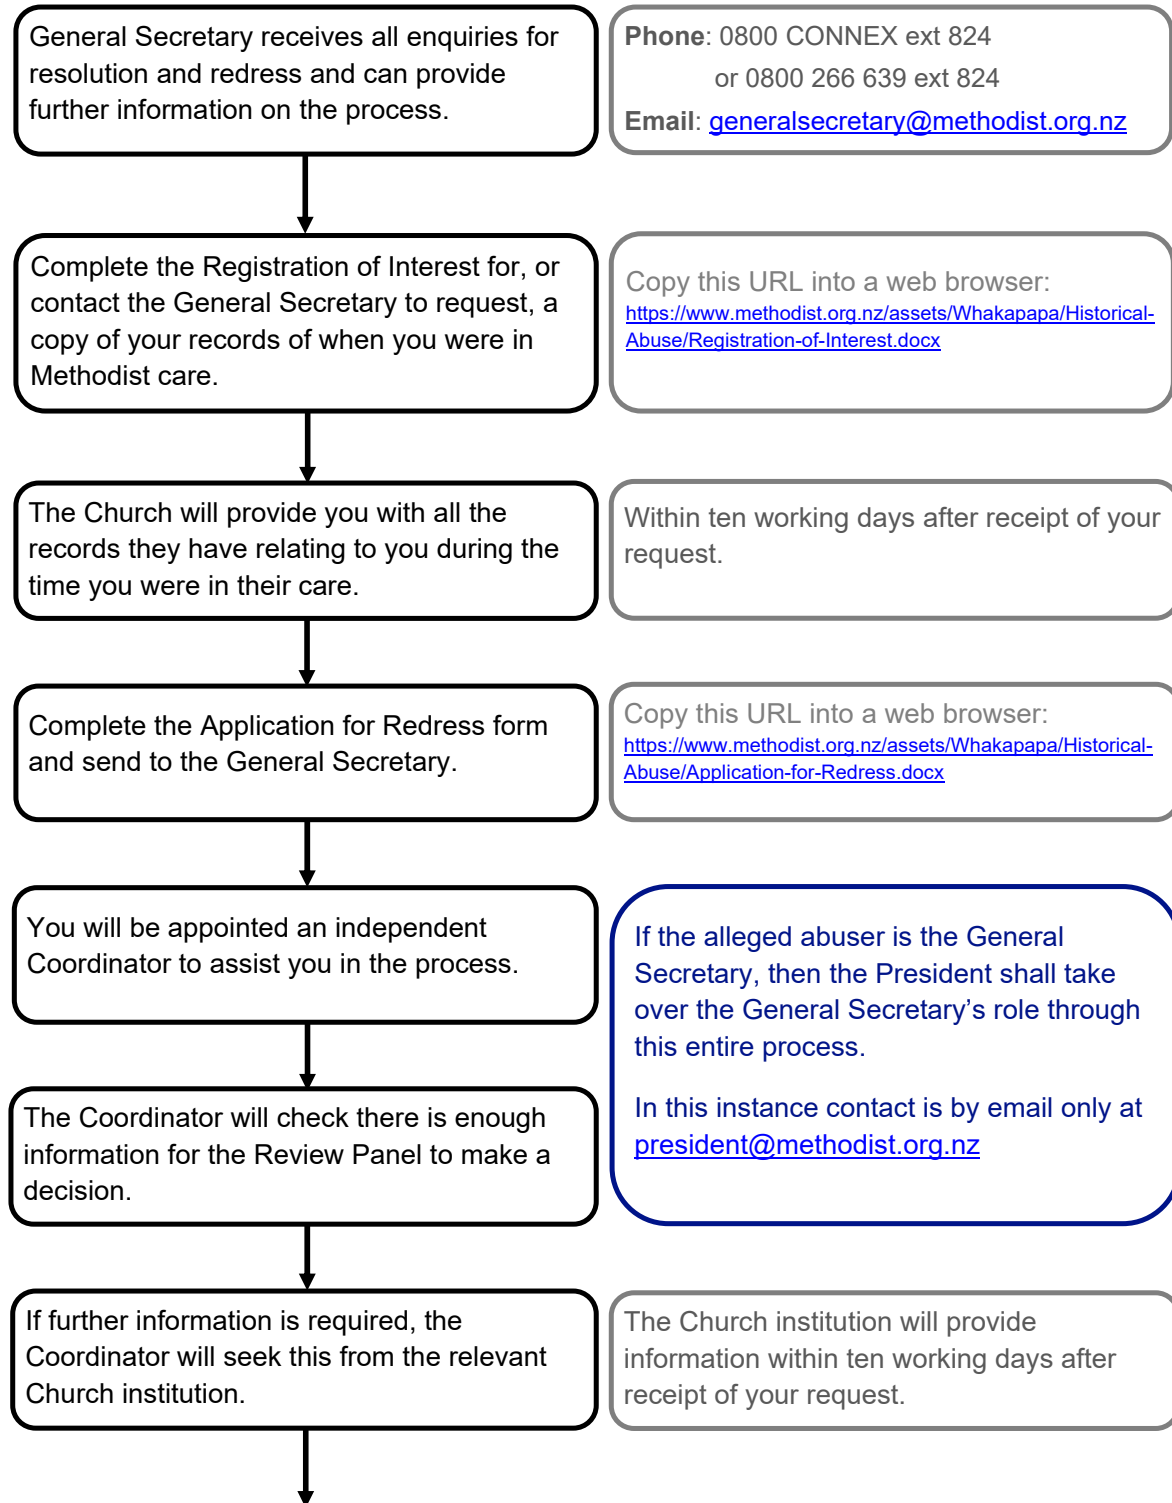 General Secretary receives all enquiries for
resolution and redress and can provide
further information on the process.
Phone: 0800 CONNEX ext 824
or 0800 266 639 ext 824
Email: generalsecretary@methodist.org.nz
Complete the Registration of Interest for, or
contact the General Secretary to request, a
copy of your records of when you were in
Methodist care.
Copy this URL into a web browser:
https://www.methodist.org.nz/assets/Whakapapa/Historical-
Abuse/Registration-of-Interest.docx
The Church will provide you with all the
records they have relating to you during the
time you were in their care.
Within ten working days after receipt of your
request.
Complete the Application for Redress form
and send to the General Secretary.
Copy this URL into a web browser:
https://www.methodist.org.nz/assets/Whakapapa/Historical-
Abuse/Application-for-Redress.docx
You will be appointed an independent
Coordinator to assist you in the process.
If the alleged abuser is the General
Secretary, then the President shall take
over the General Secretary’s role through
this entire process.
In this instance contact is by email only at
president@methodist.org.nz
The Coordinator will check there is enough
information for the Review Panel to make a
decision.
If further information is required, the
Coordinator will seek this from the relevant
Church institution.
The Church institution will provide
information within ten working days after
receipt of your request.